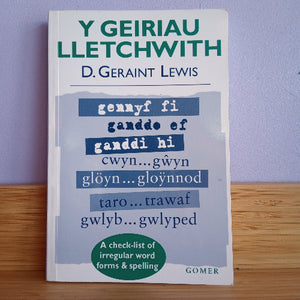 Y GEIRIAU
LLETCHWITH
D. GERAINT LEWIS
gennyf fi
ganddo ef
ganddi hi
cwyn...gŵyn
glöyn...gloÿnnod
taro...trawaf
gwlyb...gwlyped
A check-list of
irregular word
forms & spelling
GOMER